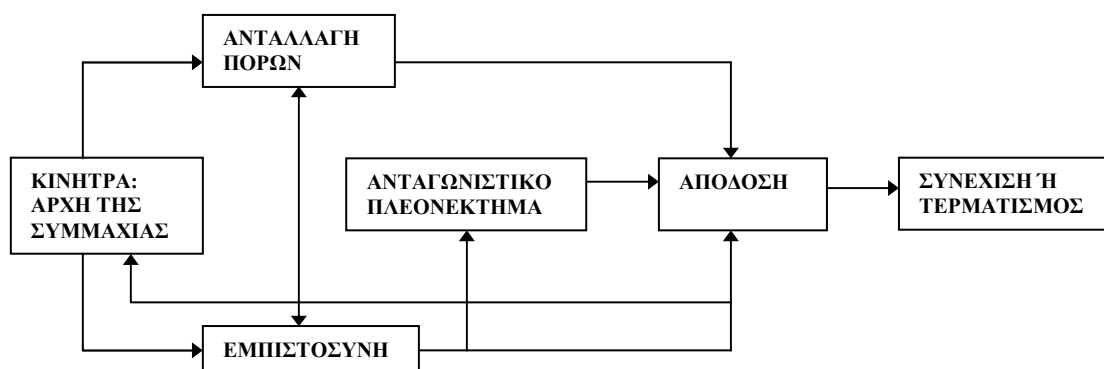 ΑΝΤΑΛΛΑΓΗ
ΠΟΡΩΝ
ΚΙΝΗΤΡΑ:
ΑΡΧΗ ΤΗΣ
ΣΥΜΜΑΧΙΑΣ
ΑΝΤΑΓΩΝΙΣΤΙΚΟ
ΠΛΕΟΝΕΚΤΗΜΑ
ΑΠΟΔΟΣΗ
ΣΥΝΕΧΙΣΗ Ή
ΤΕΡΜΑΤΙΣΜΟΣ
ΕΜΠΙΣΤΟΣΥΝΗ